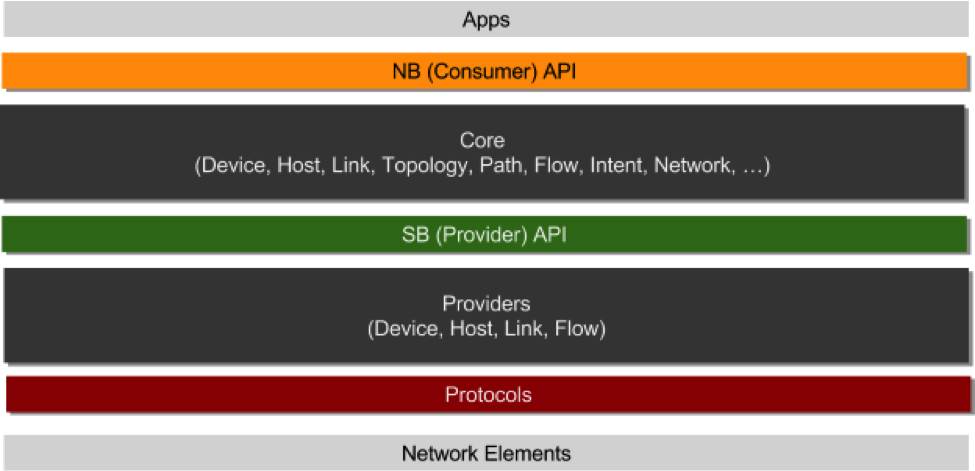 Apps
NB (Consumer) API
Core
(Device, Host, Link, Topology, Path, Flow, Intent, Network, …)
SB (Provider) API
Providers
(Device, Host, Link, Flow)
Protocols
Network Elements